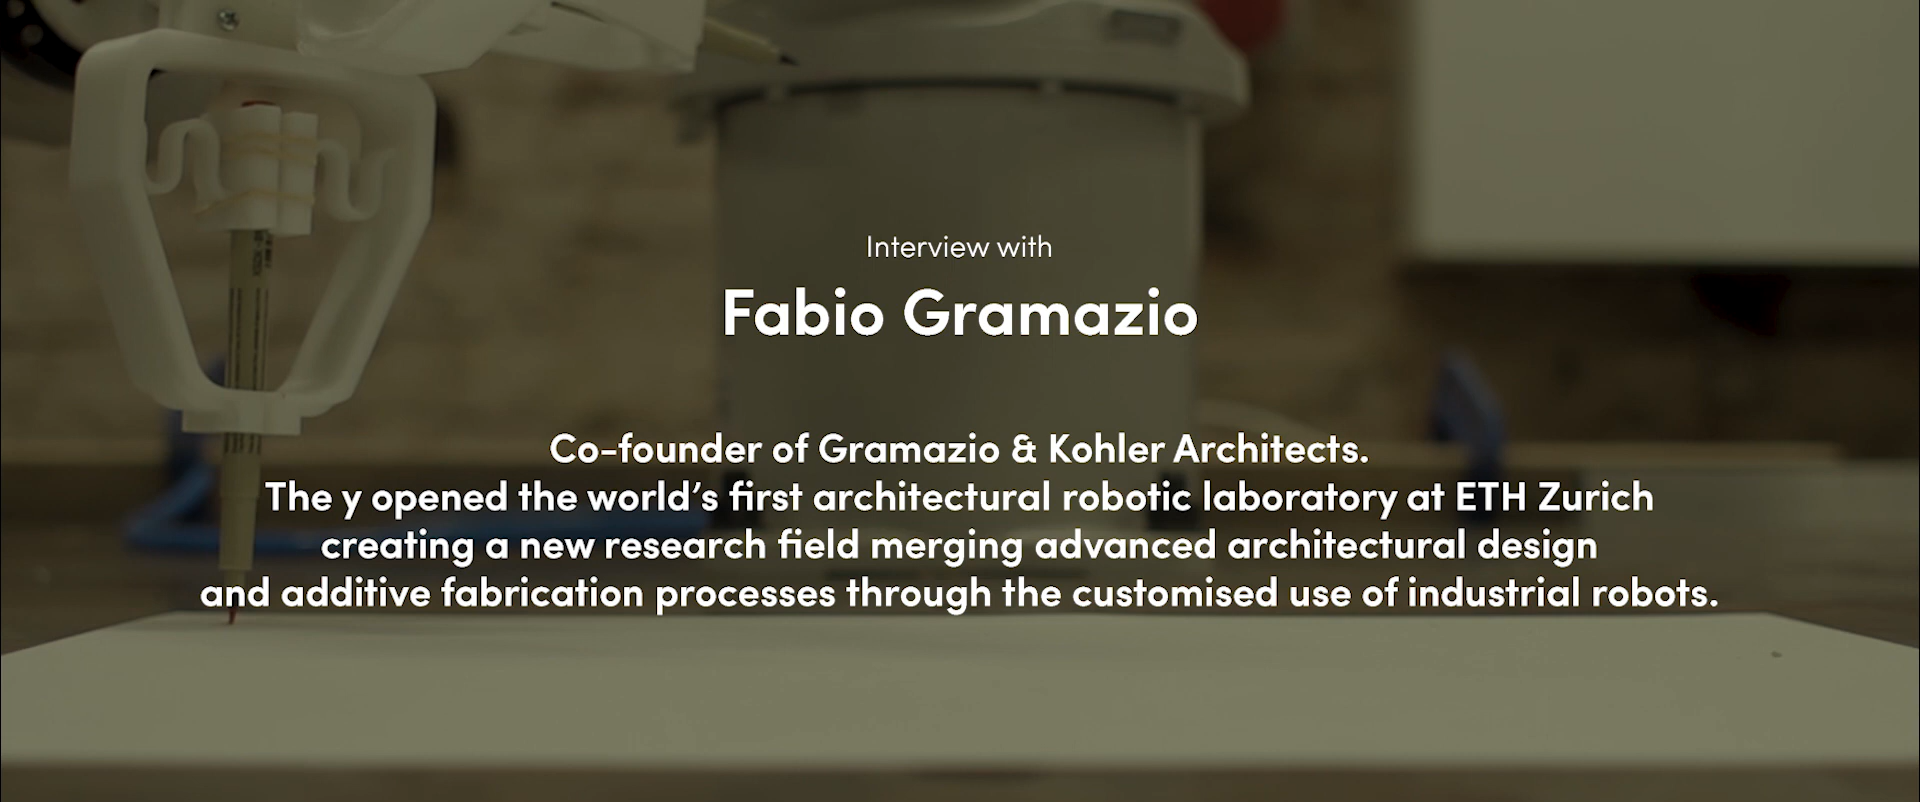 Interview with
Fabio Gramazio
Co-founder of Gramazio & Kohler Architects.
The y opened the world's first architectural robotic laboratory at ETH Zurich
creating a new research field merging advanced architectural design
and additive fabrication processes through the customised use of industrial robots.